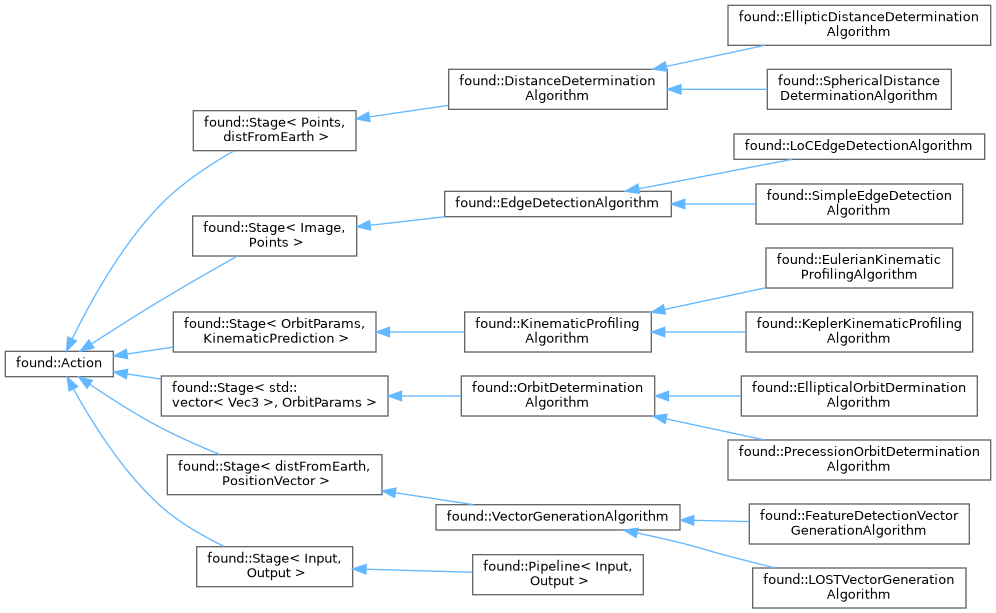 found::Action
found::Stage< Points,
distFromEarth >
found::Stage< Image,
Points >
found::Stage< OrbitParams,
KinematicPrediction >
found::Stage< std::
vector< Vec3 >, OrbitParams >
found::Stage< distFromEarth,
PositionVector >
found::Stage< Input,
Output >
found::DistanceDetermination
Algorithm
found::EdgeDetectionAlgorithm
found::KinematicProfiling
Algorithm
found::OrbitDetermination
Algorithm
found::VectorGenerationAlgorithm
found::Pipeline< Input,
Output >
found::EllipticDistanceDetermination
Algorithm
found::SphericalDistance
DeterminationAlgorithm
found::LoCEdgeDetectionAlgorithm
found::SimpleEdgeDetection
Algorithm
found::EulerianKinematic
ProfilingAlgorithm
found::KeplerKinematicProfiling
Algorithm
found::EllipticalOrbitDermination
Algorithm
found::PrecessionOrbitDetermination
Algorithm
found::FeatureDetectionVector
GenerationAlgorithm
found::LOSTVectorGeneration
Algorithm